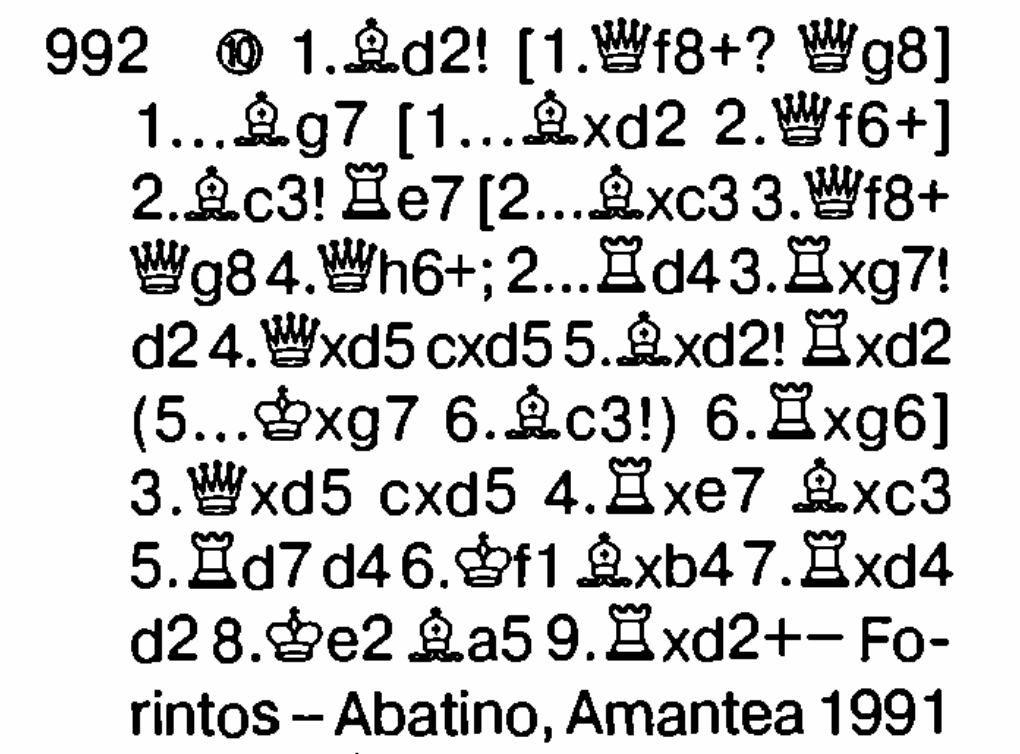 992 ⑩ 1.♗d2! [1.♕f8+? ♕g8]
1...♗g7 [1...♗xd2 2.♕f6+]
2.♗c3! ♖e7 [2...♗xc3 3.♕f8+
♕g8 4.♕h6+; 2...♖d4 3.♖xg7!
d2 4.♕xd5 cxd5 5.♗xd2! ♖xd2
(5...♔xg7 6.♗c3!) 6.♖xg6]
3.♕xd5 cxd5 4.♖xe7 ♗xc3
5.♖d7 d4 6.♔f1 ♗xb4 7.♖xd4
d2 8.♔e2 ♗a5 9.♖xd2+− Fo-
rintos – Abatino, Amantea 1991